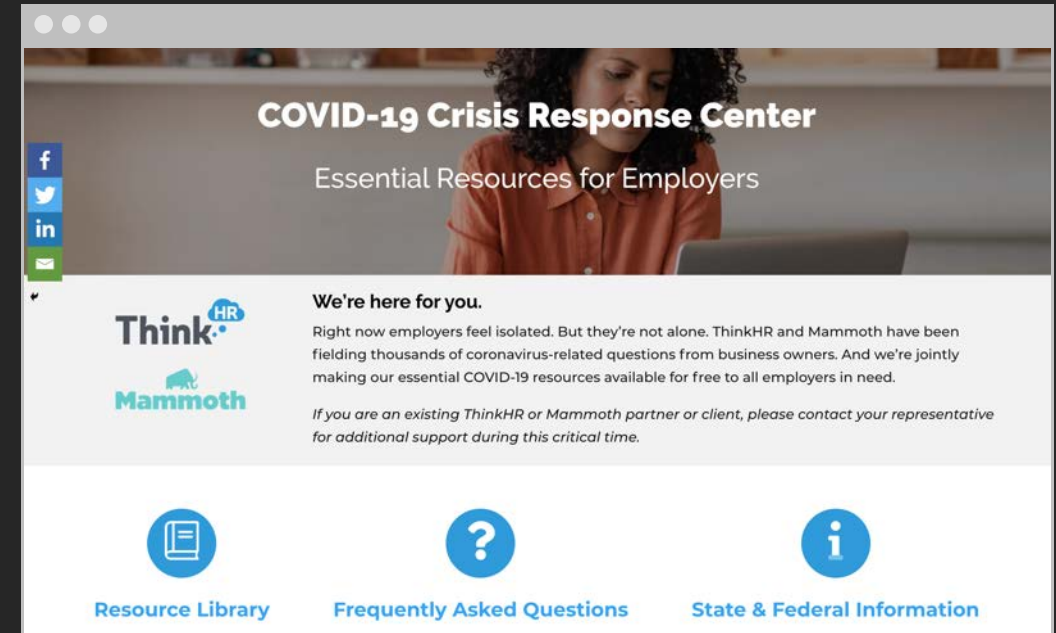 COVID-19 Crisis Response Center
Essential Resources for Employers
f
in
Think HR
Mammoth
We're here for you.
Right now employers feel isolated. But they're not alone. ThinkHR and Mammoth have been
fielding thousands of coronavirus-related questions from business owners. And we're jointly
making our essential COVID-19 resources available for free to all employers in need.
If you are an existing ThinkHR or Mammoth partner or client, please contact your representative
for additional support during this critical time.
?
i
Resource Library
Frequently Asked Questions
State & Federal Information